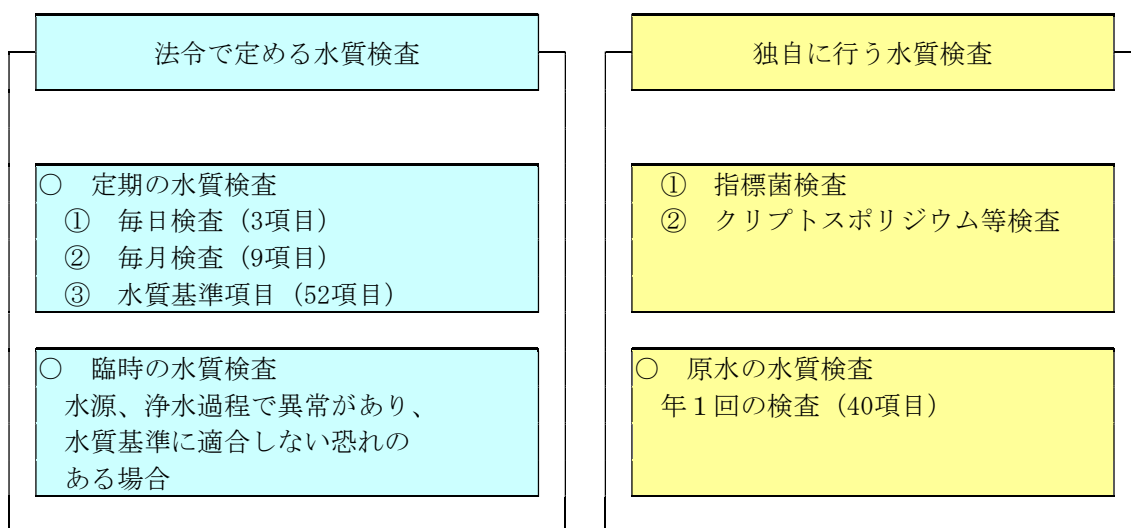 法令で定める水質検査
○ 定期の水質検査
① 毎日検査（3項目）
② 毎月検査（9項目）
③ 水質基準項目（52項目）
○ 臨時の水質検査
水源、浄水過程で異常があり、
水質基準に適合しない恐れの
ある場合
独自に行う水質検査
① 指標菌検査
② クリプトスポリジウム等検査
○ 原水の水質検査
年１回の検査（40項目）